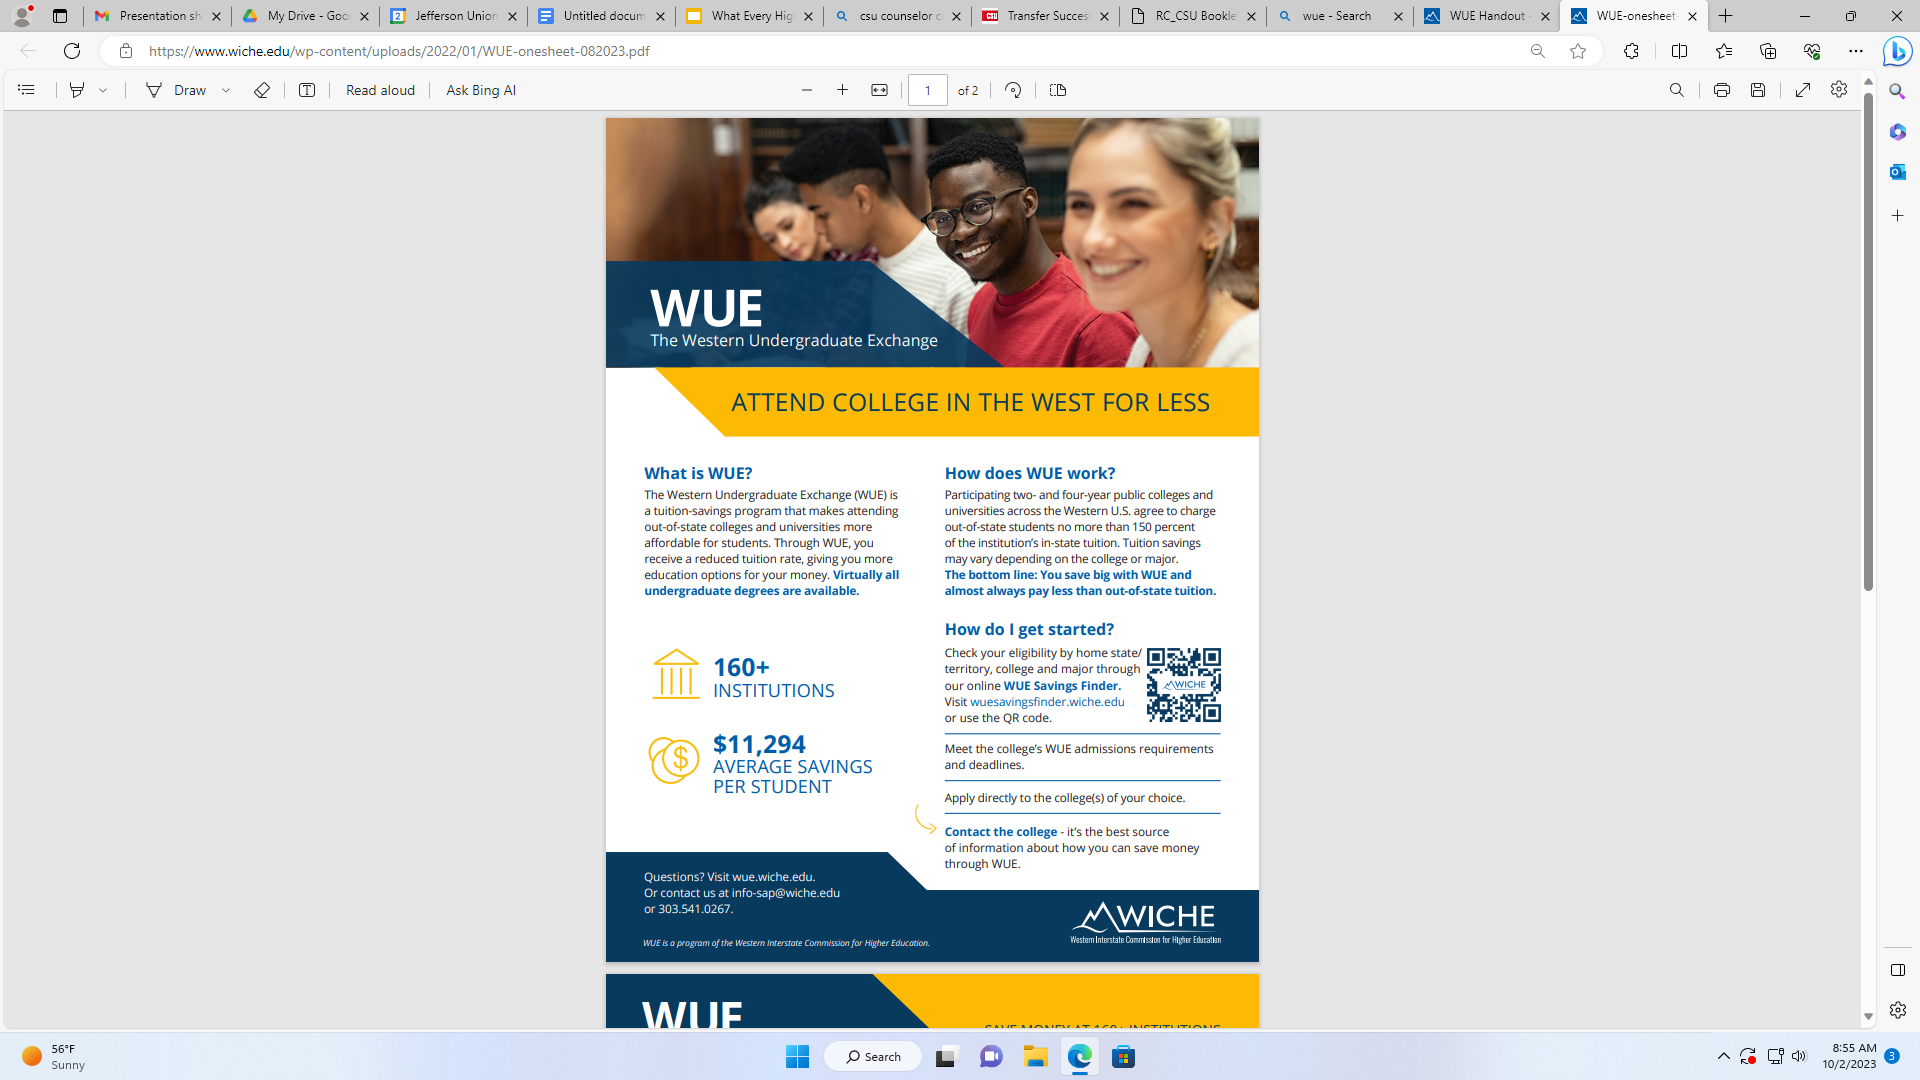 Presentation sh
My Drive - Goo
Jefferson Union
Untitled docum
What Every Hig
csu counselor c
Transfer Succes
RC_CSU Bookle
wue - Search
WUE Handout -
WUE-onesheet-
https://www.wiche.edu/wp-content/uploads/2022/01/WUE-onesheet-082023.pdf
Draw
Read aloud
Ask Bing AI
1 of 2
WUE
The Western Undergraduate Exchange
ATTEND COLLEGE IN THE WEST FOR LESS
What is WUE?
The Western Undergraduate Exchange (WUE) is
a tuition-savings program that makes attending
out-of-state colleges and universities more
affordable for students. Through WUE, you
receive a reduced tuition rate, giving you more
education options for your money. Virtually all
undergraduate degrees are available.
160+
INSTITUTIONS
$11,294
AVERAGE SAVINGS
PER STUDENT
How does WUE work?
Participating two- and four-year public colleges and
universities across the Western U.S. agree to charge
out-of-state students no more than 150 percent
of the institution's in-state tuition. Tuition savings
may vary depending on the college or major.
The bottom line: You save big with WUE and
almost always pay less than out-of-state tuition.
How do I get started?
Check your eligibility by home state/
territory, college and major through
our online WUE Savings Finder.
Visit wuesavingsfinder.wiche.edu
or use the QR code.
WICHE
Meet the college's WUE admissions requirements
and deadlines.
Apply directly to the college(s) of your choice.
Contact the college - it's the best source
of information about how you can save money
through WUE.
Questions? Visit wue.wiche.edu.
Or contact us at info-sap@wiche.edu
or 303.541.0267.
WUE is a program of the Western Interstate Commission for Higher Education.
WICHE
Western Interstate Commission for Higher Education
WUE
SAVE MONEY AT 160+ INSTITUTIONS
56°F
Sunny
Search
8:55 AM
10/2/2023
3